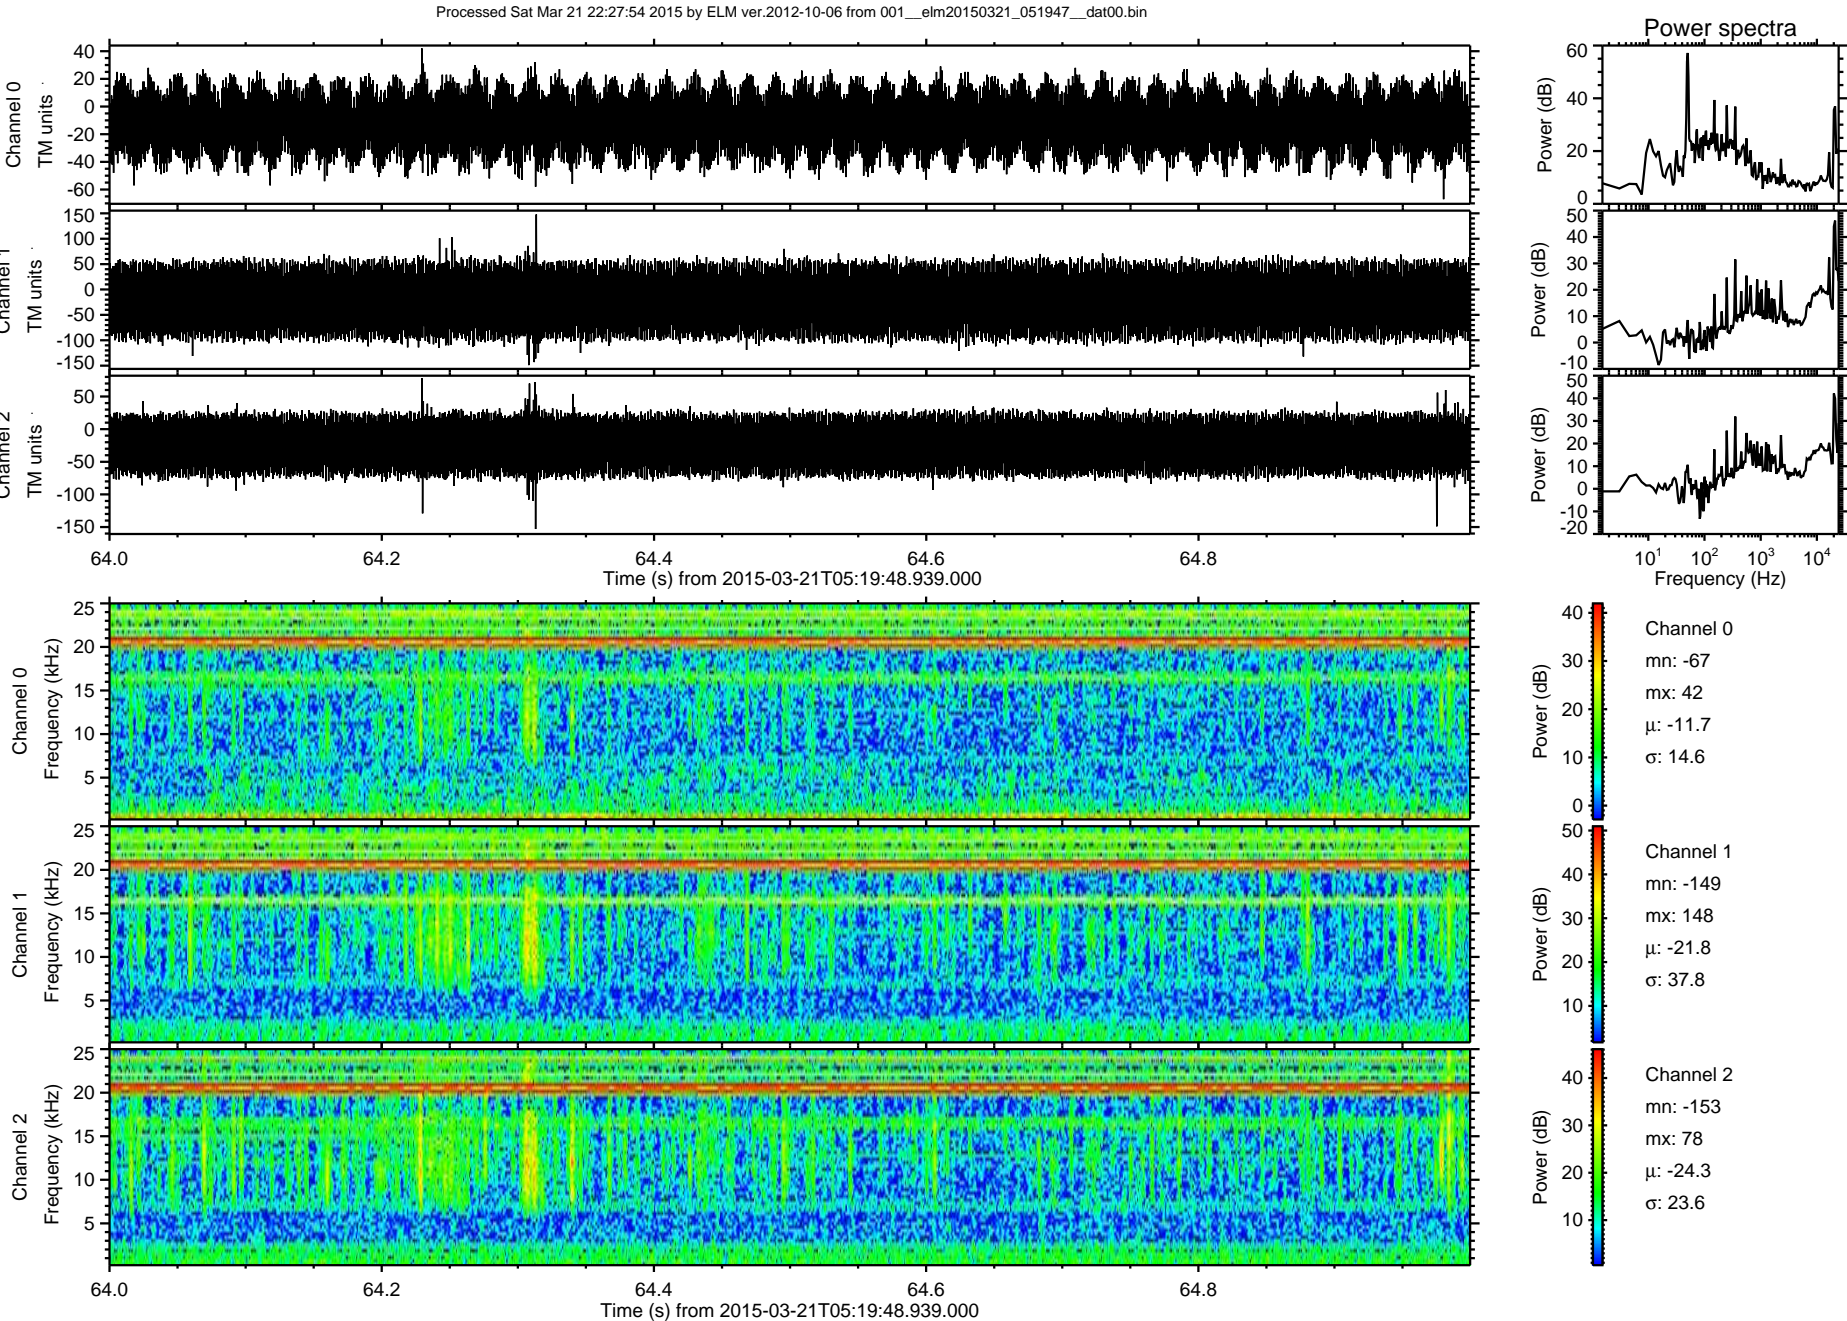 Processed Sat Mar 21 22:27:54 2015 by ELM ver.2012-10-06 from 001__elm20150321_051947__dat00.bin
Power spectra
Channel 0
TM units
40
20
0
-20
-40
-60
Power (dB)
60
40
20
0
Channel 1
TM units
150
100
50
0
-50
-100
-150
Power (dB)
50
40
30
20
10
0
-10
Channel 2
TM units
50
0
-50
-100
-150
Power (dB)
50
40
30
20
10
0
-10
-20
64.0 64.2 64.4 64.6 64.8
Time (s) from 2015-03-21T05:19:48.939.000
10¹ 10² 10³ 10⁴
Frequency (Hz)
Channel 0
Frequency (kHz)
25
20
15
10
5
Power (dB)
40
30
20
10
0
Channel 0
mn: -67
mx: 42
μ: -11.7
σ: 14.6
Channel 1
Frequency (kHz)
25
20
15
10
5
Power (dB)
50
40
30
20
10
Channel 1
mn: -149
mx: 148
μ: -21.8
σ: 37.8
Channel 2
Frequency (kHz)
25
20
15
10
5
Power (dB)
40
30
20
10
Channel 2
mn: -153
mx: 78
μ: -24.3
σ: 23.6
64.0 64.2 64.4 64.6 64.8
Time (s) from 2015-03-21T05:19:48.939.000